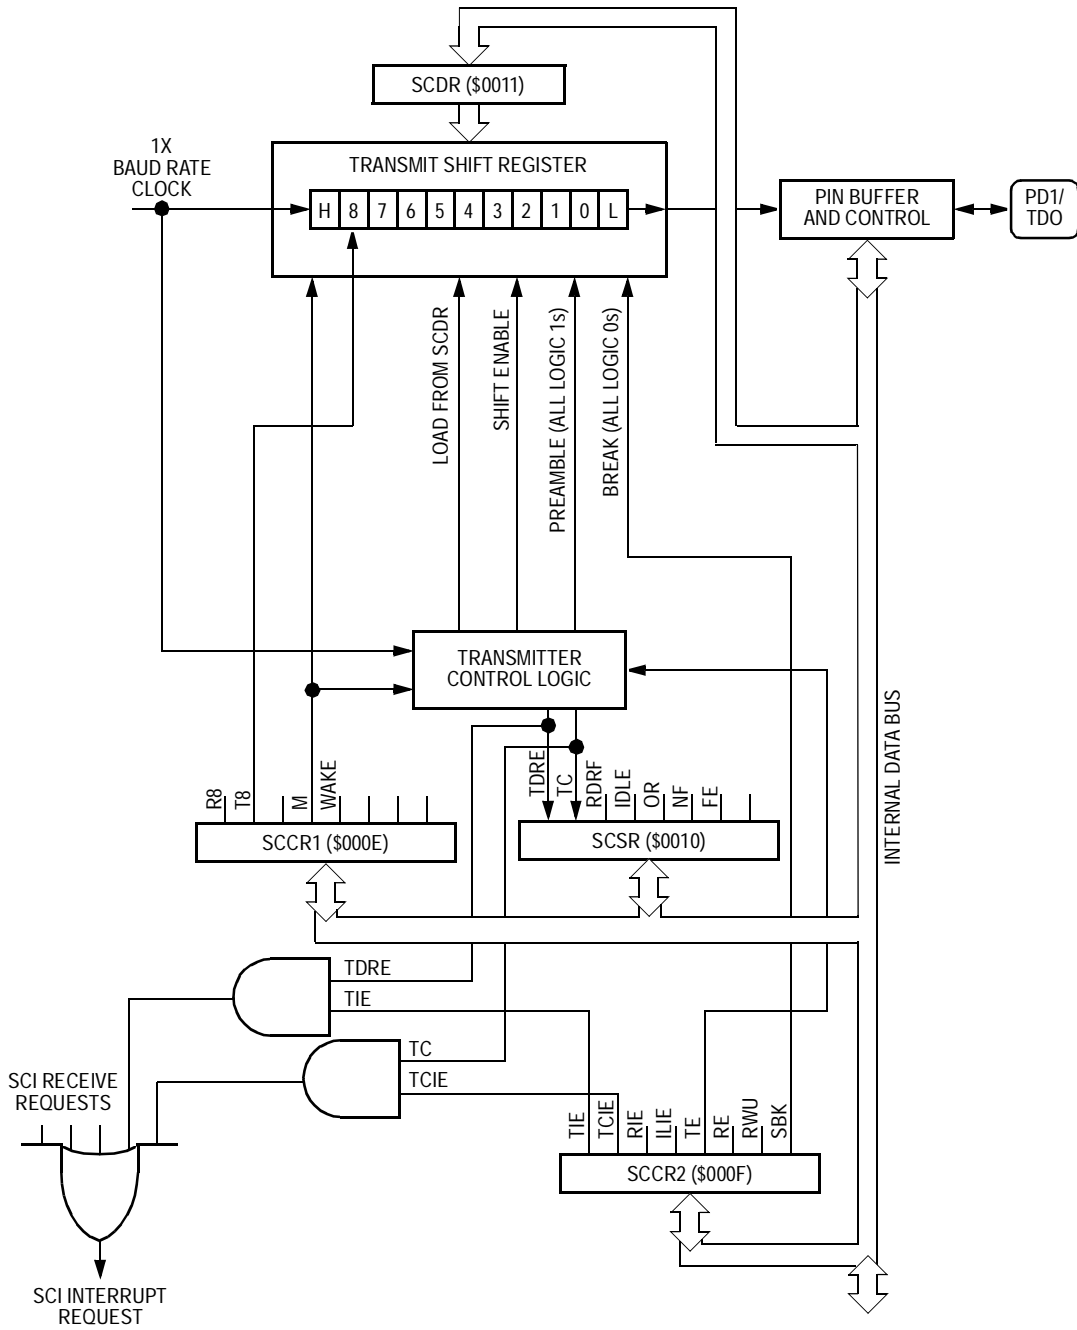 SCDR ($0011)
1X
BAUD RATE
CLOCK
TRANSMIT SHIFT REGISTER
H 8 7 6 5 4 3 2 1 0 L
PIN BUFFER
AND CONTROL
PD1/
TDO
LOAD FROM SCDR
SHIFT ENABLE
PREAMBLE (ALL LOGIC 1s)
BREAK (ALL LOGIC 0s)
TRANSMITTER
CONTROL LOGIC
INTERNAL DATA BUS
R8
T8
M
WAKE
SCCR1 ($000E)
TDRE
TC
RDRF
IDLE
OR
NF
FE
SCSR ($0010)
TDRE
TIE
TC
TCIE
SCI RECEIVE
REQUESTS
TIE
TCIE
RIE
ILIE
TE
RE
RWU
SBK
SCCR2 ($000F)
SCI INTERRUPT
REQUEST